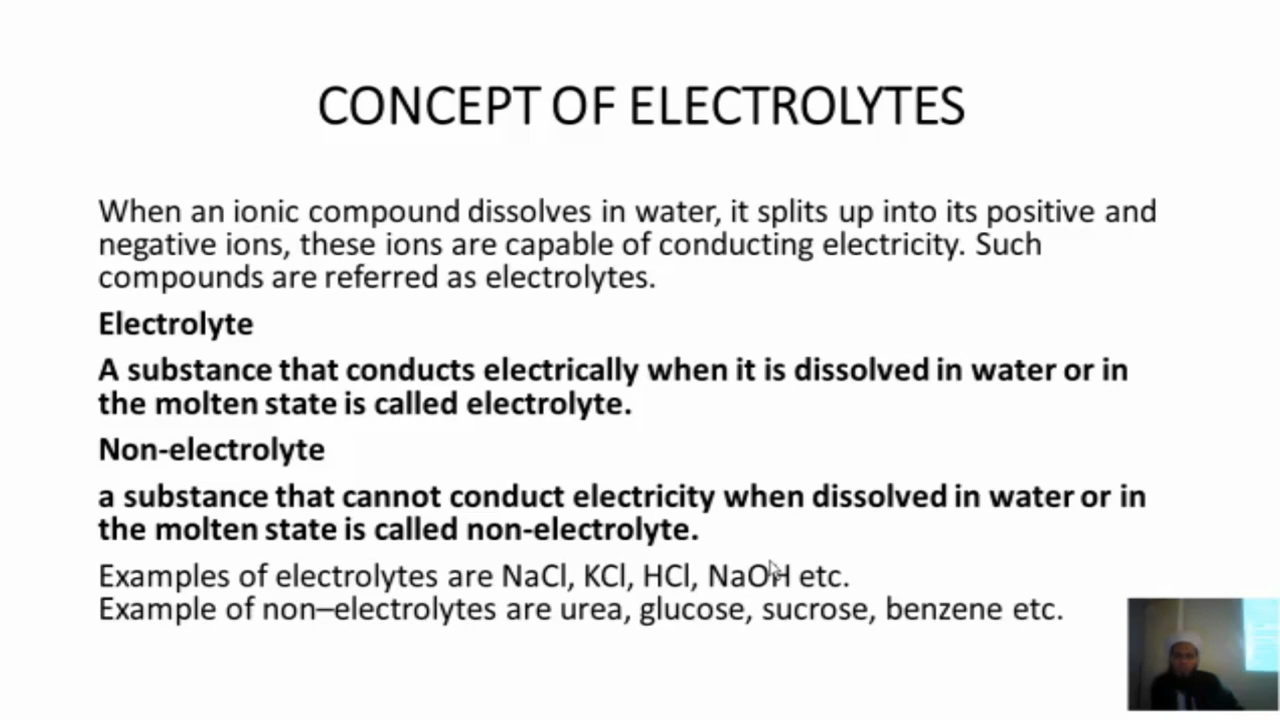 CONCEPT OF ELECTROLYTES
When an ionic compound dissolves in water, it splits up into its positive and
negative ions, these ions are capable of conducting electricity. Such
compounds are referred as electrolytes.
Electrolyte
A substance that conducts electrically when it is dissolved in water or in
the molten state is called electrolyte.
Non-electrolyte
a substance that cannot conduct electricity when dissolved in water or in
the molten state is called non-electrolyte.
Examples of electrolytes are NaCl, KCl, HCl, NaOH etc.
Example of non–electrolytes are urea, glucose, sucrose, benzene etc.